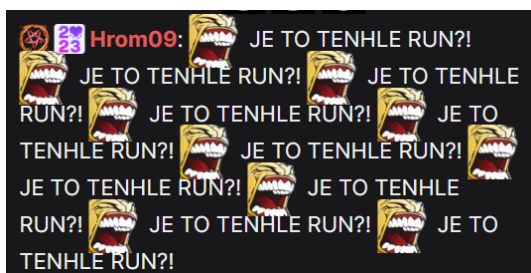 2023 Hrom09: JE TO TENHLE RUN?!
JE TO TENHLE RUN?! JE TO TENHLE
RUN?! JE TO TENHLE RUN?! JE TO
TENHLE RUN?! JE TO TENHLE RUN?!
JE TO TENHLE RUN?! JE TO TENHLE
RUN?! JE TO TENHLE RUN?! JE TO
TENHLE RUN?!